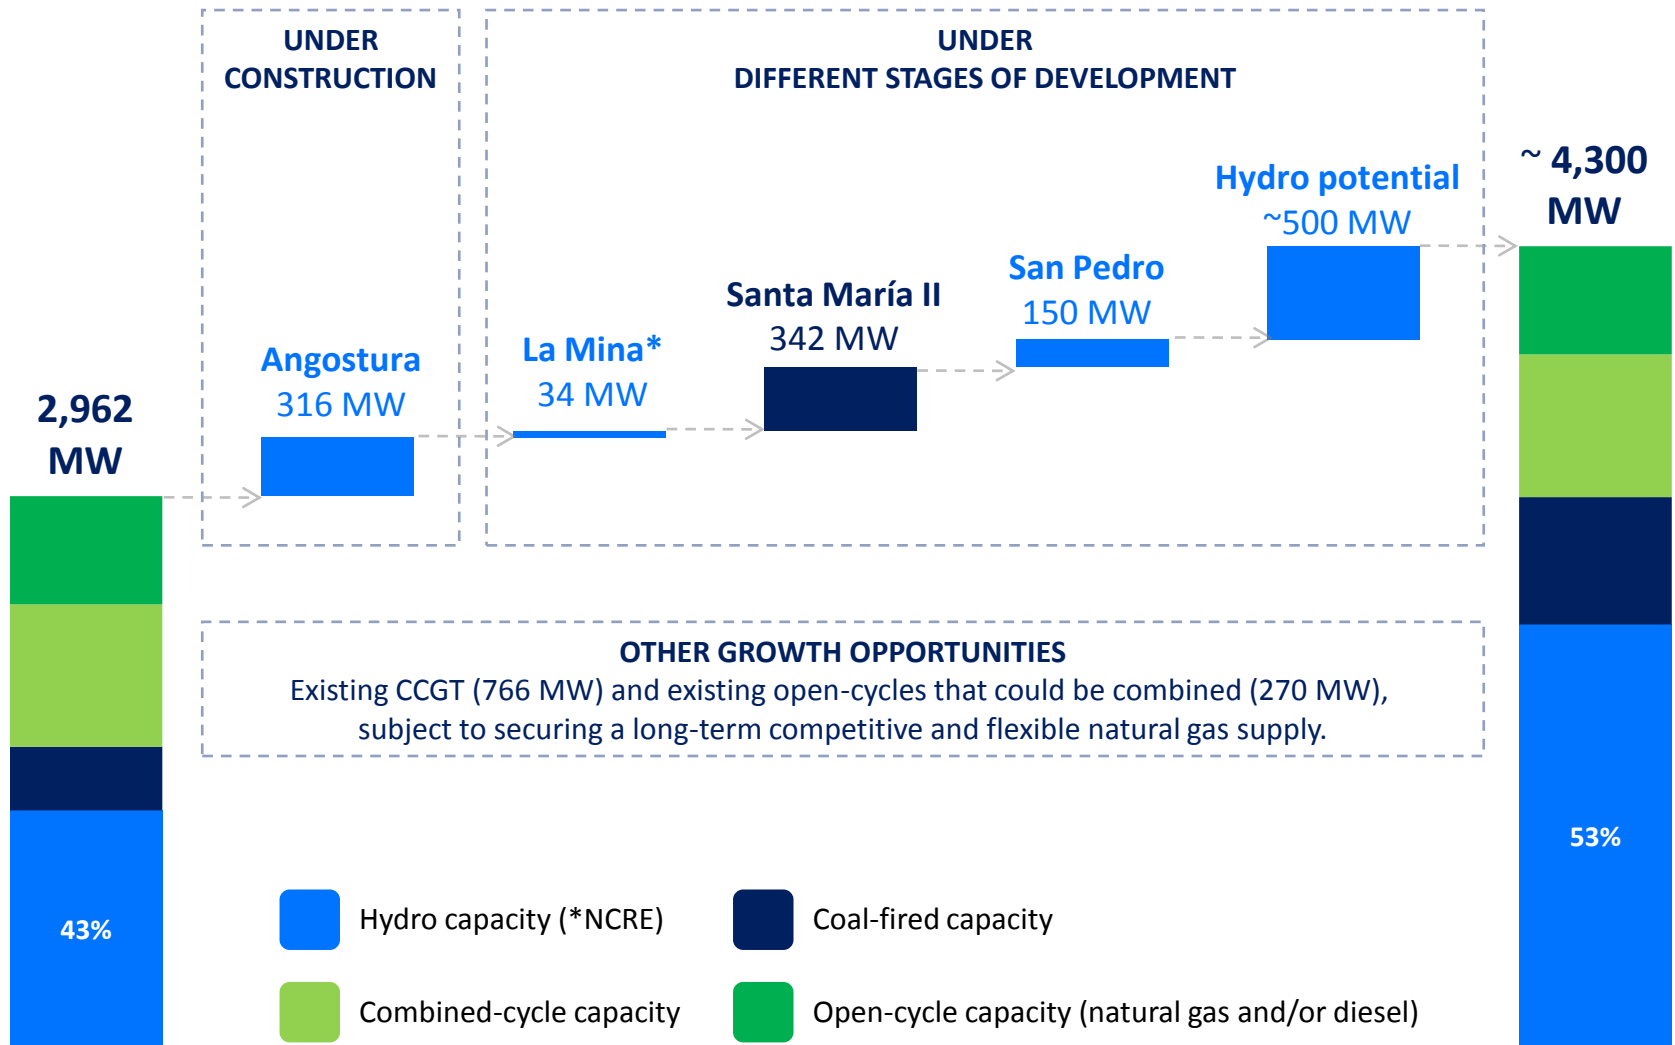 UNDER
CONSTRUCTION
UNDER
DIFFERENT STAGES OF DEVELOPMENT
2,962
MW
Angostura
316 MW
La Mina*
34 MW
Santa María II
342 MW
San Pedro
150 MW
Hydro potential
~500 MW
~ 4,300
MW
OTHER GROWTH OPPORTUNITIES
Existing CCGT (766 MW) and existing open-cycles that could be combined (270 MW),
subject to securing a long-term competitive and flexible natural gas supply.
43%
53%
Hydro capacity (*NCRE)
Coal-fired capacity
Combined-cycle capacity
Open-cycle capacity (natural gas and/or diesel)